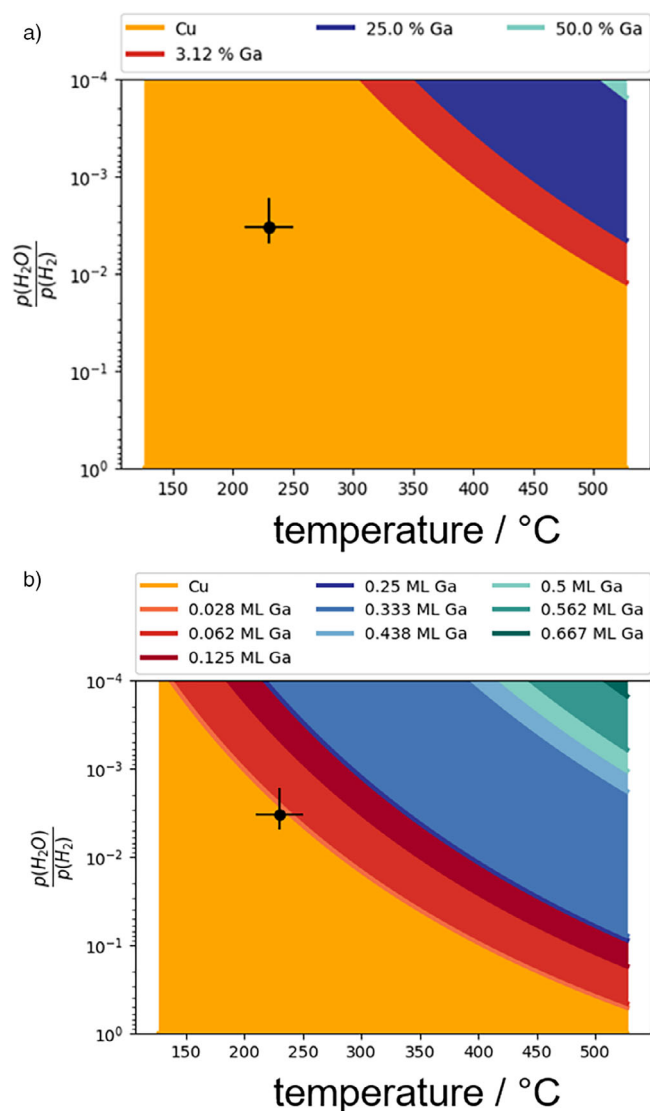 a)
Cu 25.0 % Ga 50.0 % Ga
3.12 % Ga
10⁻⁴
10⁻³
10⁻²
10⁻¹
10⁰
p(H₂O)
p(H₂)
150 200 250 300 350 400 450 500
temperature / °C
b)
Cu 0.25 ML Ga 0.5 ML Ga
0.028 ML Ga 0.333 ML Ga 0.562 ML Ga
0.062 ML Ga 0.438 ML Ga 0.667 ML Ga
0.125 ML Ga
10⁻⁴
10⁻³
10⁻²
10⁻¹
10⁰
p(H₂O)
p(H₂)
150 200 250 300 350 400 450 500
temperature / °C